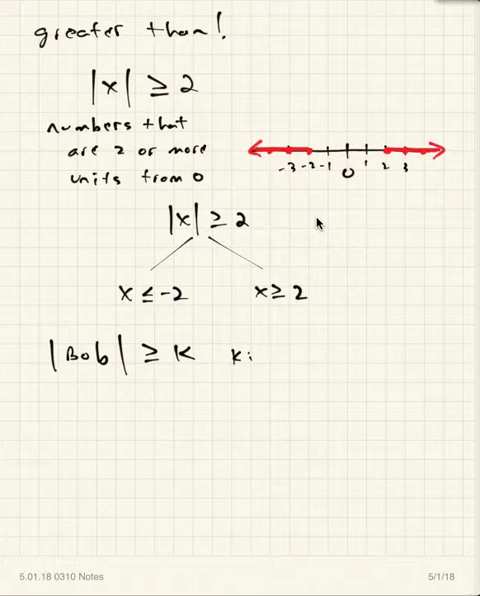 greater than!
|x| ≥ 2
numbers that
are 2 or more
units from 0
-3 -2 -1 0 1 2 3
|x| ≥ 2
x ≤ -2 x ≥ 2
|Bob| ≥ K K i
5.01.18 0310 Notes 5/1/18